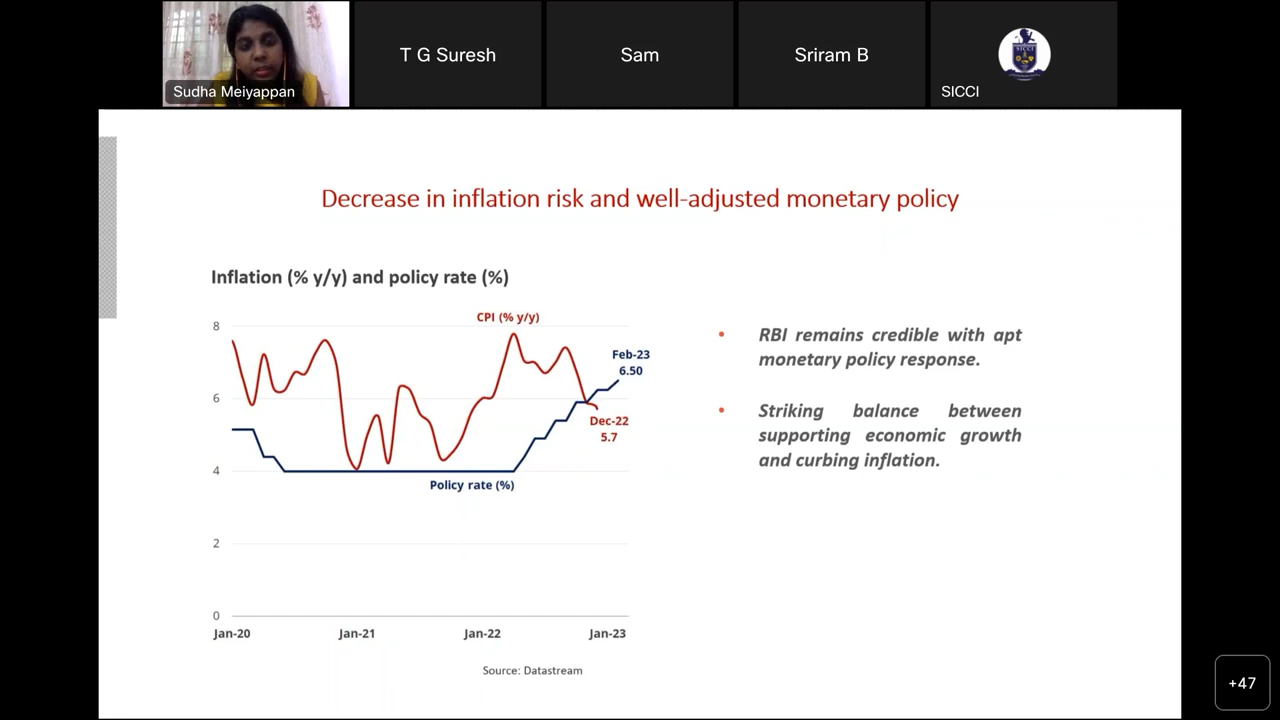 Sudha Meiyappan
T G Suresh
Sam
Sriram B
SICCI
SICCI
Decrease in inflation risk and well-adjusted monetary policy
Inflation (% y/y) and policy rate (%)
8
6
4
2
0
CPI (% y/y)
Feb-23
6.50
Dec-22
5.7
Policy rate (%)
Jan-20
Jan-21
Jan-22
Jan-23
Source: Datastream
• RBI remains credible with apt
monetary policy response.
• Striking balance between
supporting economic growth
and curbing inflation.
+47